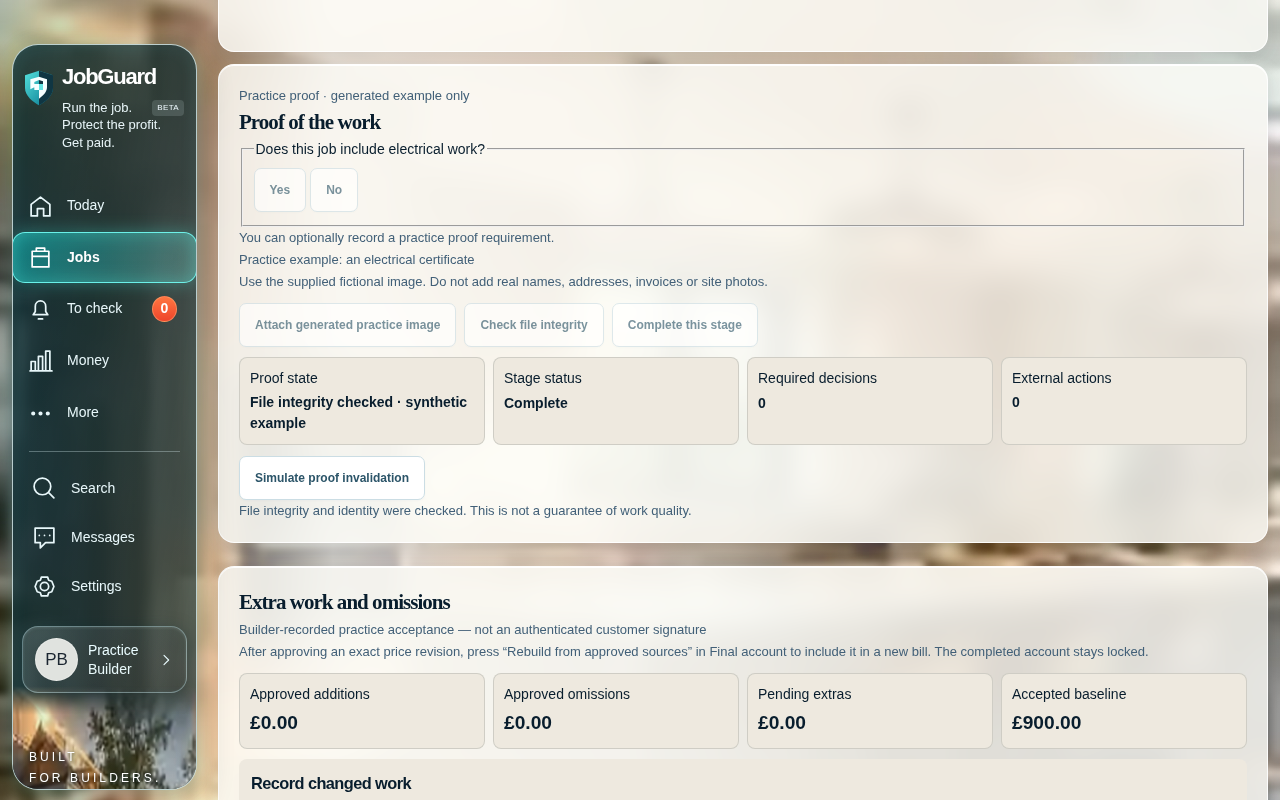 JobGuard
Run the job.
BETA
Protect the profit.
Get paid.
Today
Jobs
To check
0
Money
More
Search
Messages
Settings
PB
Practice
Builder
BUILT
FOR BUILDERS.
Practice proof · generated example only
Proof of the work
Does this job include electrical work?
Yes
No
You can optionally record a practice proof requirement.
Practice example: an electrical certificate
Use the supplied fictional image. Do not add real names, addresses, invoices or site photos.
Attach generated practice image
Check file integrity
Complete this stage
Proof state
File integrity checked · synthetic
example
Stage status
Complete
Required decisions
0
External actions
0
Simulate proof invalidation
File integrity and identity were checked. This is not a guarantee of work quality.
Extra work and omissions
Builder-recorded practice acceptance — not an authenticated customer signature
After approving an exact price revision, press “Rebuild from approved sources” in Final account to include it in a new bill. The completed account stays locked.
Approved additions
£0.00
Approved omissions
£0.00
Pending extras
£0.00
Accepted baseline
£900.00
Record changed work